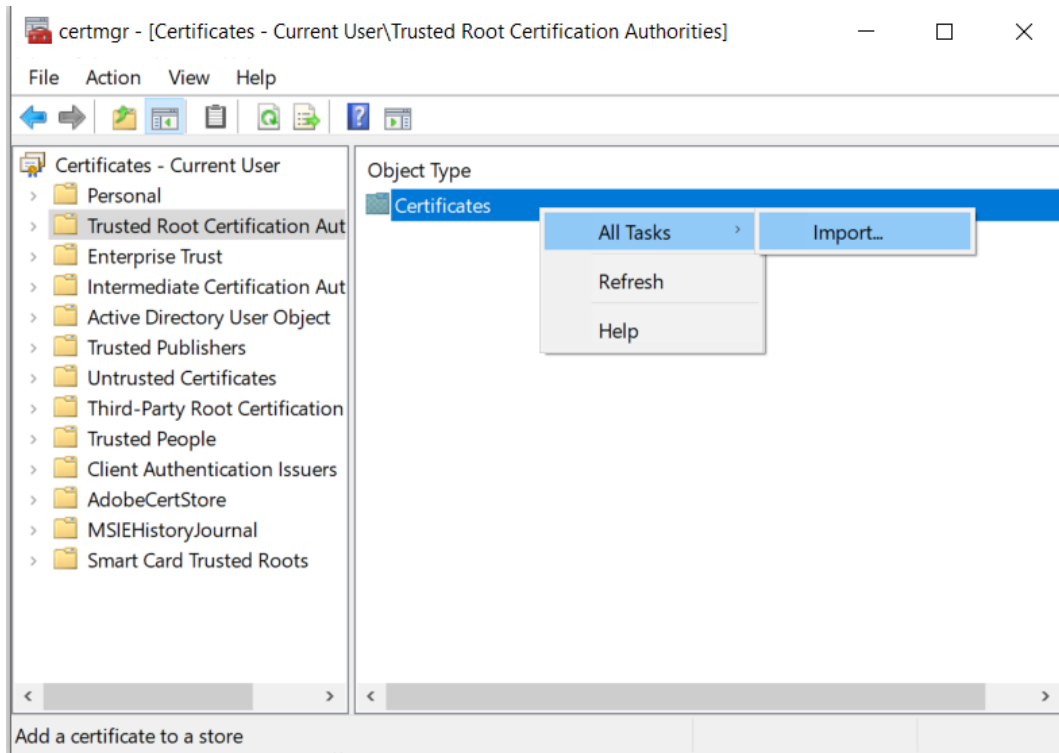 certmgr - [Certificates - Current User\Trusted Root Certification Authorities]
File Action View Help
Certificates - Current User
Personal
Trusted Root Certification Aut
Enterprise Trust
Intermediate Certification Aut
Active Directory User Object
Trusted Publishers
Untrusted Certificates
Third-Party Root Certification
Trusted People
Client Authentication Issuers
AdobeCertStore
MSIEHistoryJournal
Smart Card Trusted Roots
Object Type
Certificates
All Tasks
Import...
Refresh
Help
Add a certificate to a store